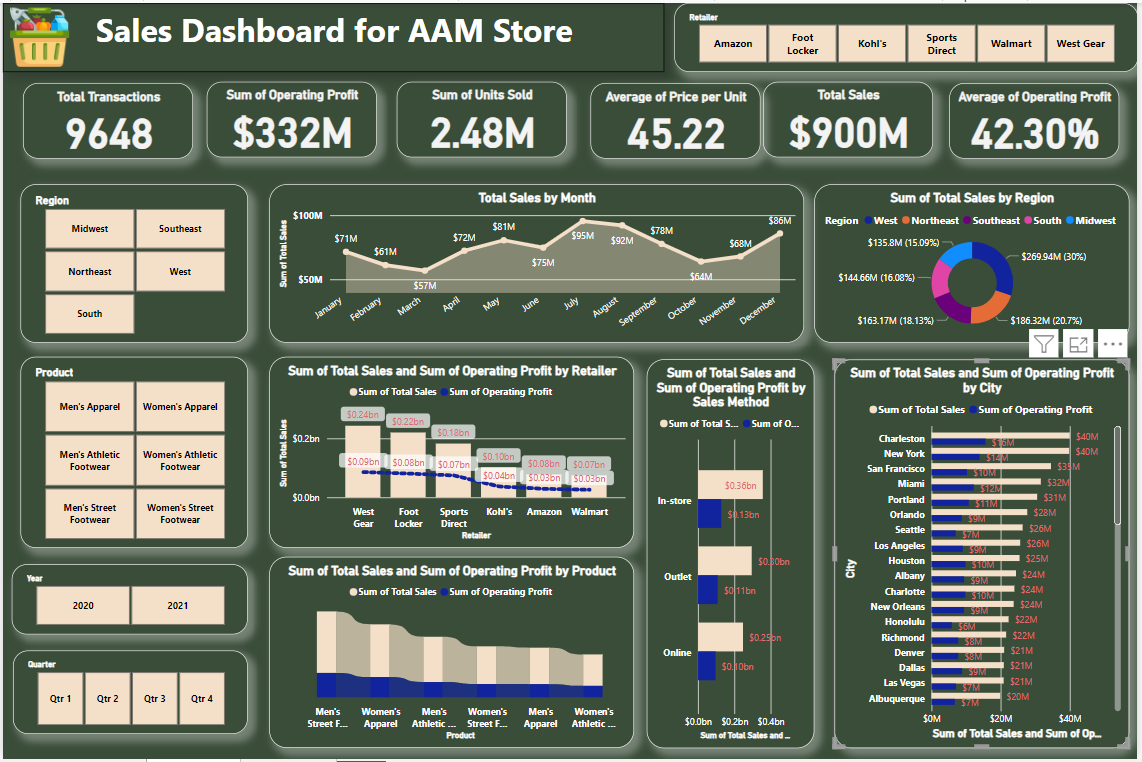 Sales Dashboard for AAM Store
Retailer
Amazon
Foot
Locker
Kohl's
Sports
Direct
Walmart
West Gear
Total Transactions
9648
Sum of Operating Profit
$332M
Sum of Units Sold
2.48M
Average of Price per Unit
45.22
Total Sales
$900M
Average of Operating Profit
42.30%
Region
Midwest
Southeast
Northeast
West
South
Total Sales by Month
Sum of Total Sales
$100M
$50M
$71M
$61M
$57M
$72M
$81M
$75M
$95M
$92M
$78M
$64M
$68M
$86M
January
February
March
April
May
June
July
August
September
October
November
December
Sum of Total Sales by Region
Region West Northeast Southeast South Midwest
$135.8M (15.09%)
$269.94M (30%)
$144.66M (16.08%)
$163.17M (18.13%)
$186.32M (20.7%)
Product
Men's Apparel
Women's Apparel
Men's Athletic
Footwear
Women's Athletic
Footwear
Men's Street
Footwear
Women's Street
Footwear
Year
2020
2021
Quarter
Qtr 1
Qtr 2
Qtr 3
Qtr 4
Sum of Total Sales and Sum of Operating Profit by Retailer
Sum of Total Sales Sum of Operating Profit
Sum of Total Sales
$0.2bn
$0.0bn
$0.24bn
$0.22bn
$0.18bn
$0.10bn
$0.08bn
$0.07bn
$0.09bn
$0.08bn
$0.07bn
$0.04bn
$0.03bn
$0.03bn
West
Gear
Foot
Locker
Sports
Direct
Kohl's
Amazon
Walmart
Retailer
Sum of Total Sales and Sum of Operating Profit by Product
Sum of Total Sales Sum of Operating Profit
Men's
Street F...
Women's
Apparel
Men's
Athletic ...
Women's
Street F...
Men's
Apparel
Women's
Athletic ...
Product
Sum of Total Sales and
Sum of Operating Profit by
Sales Method
Sum of Total S... Sum of O...
In-store
$0.36bn
$0.13bn
Outlet
$0.30bn
$0.11bn
Online
$0.25bn
$0.10bn
$0.0bn $0.2bn $0.4bn
Sum of Total Sales and ...
Sum of Total Sales and Sum of Operating Profit
by City
Sum of Total Sales Sum of Operating Profit
City
Charleston $40M
$16M
New York $40M
$14M
San Francisco $35M
$10M
Miami $32M
$12M
Portland $31M
$11M
Orlando $28M
$9M
Seattle $26M
$7M
Los Angeles $26M
$9M
Houston $25M
$10M
Albany $24M
$9M
Charlotte $24M
$10M
New Orleans $24M
$9M
Honolulu $22M
$6M
Richmond $22M
$8M
Denver $21M
$8M
Dallas $21M
$9M
Las Vegas $21M
$7M
Albuquerque $20M
$7M
$0M $20M $40M
Sum of Total Sales and Sum of Op...